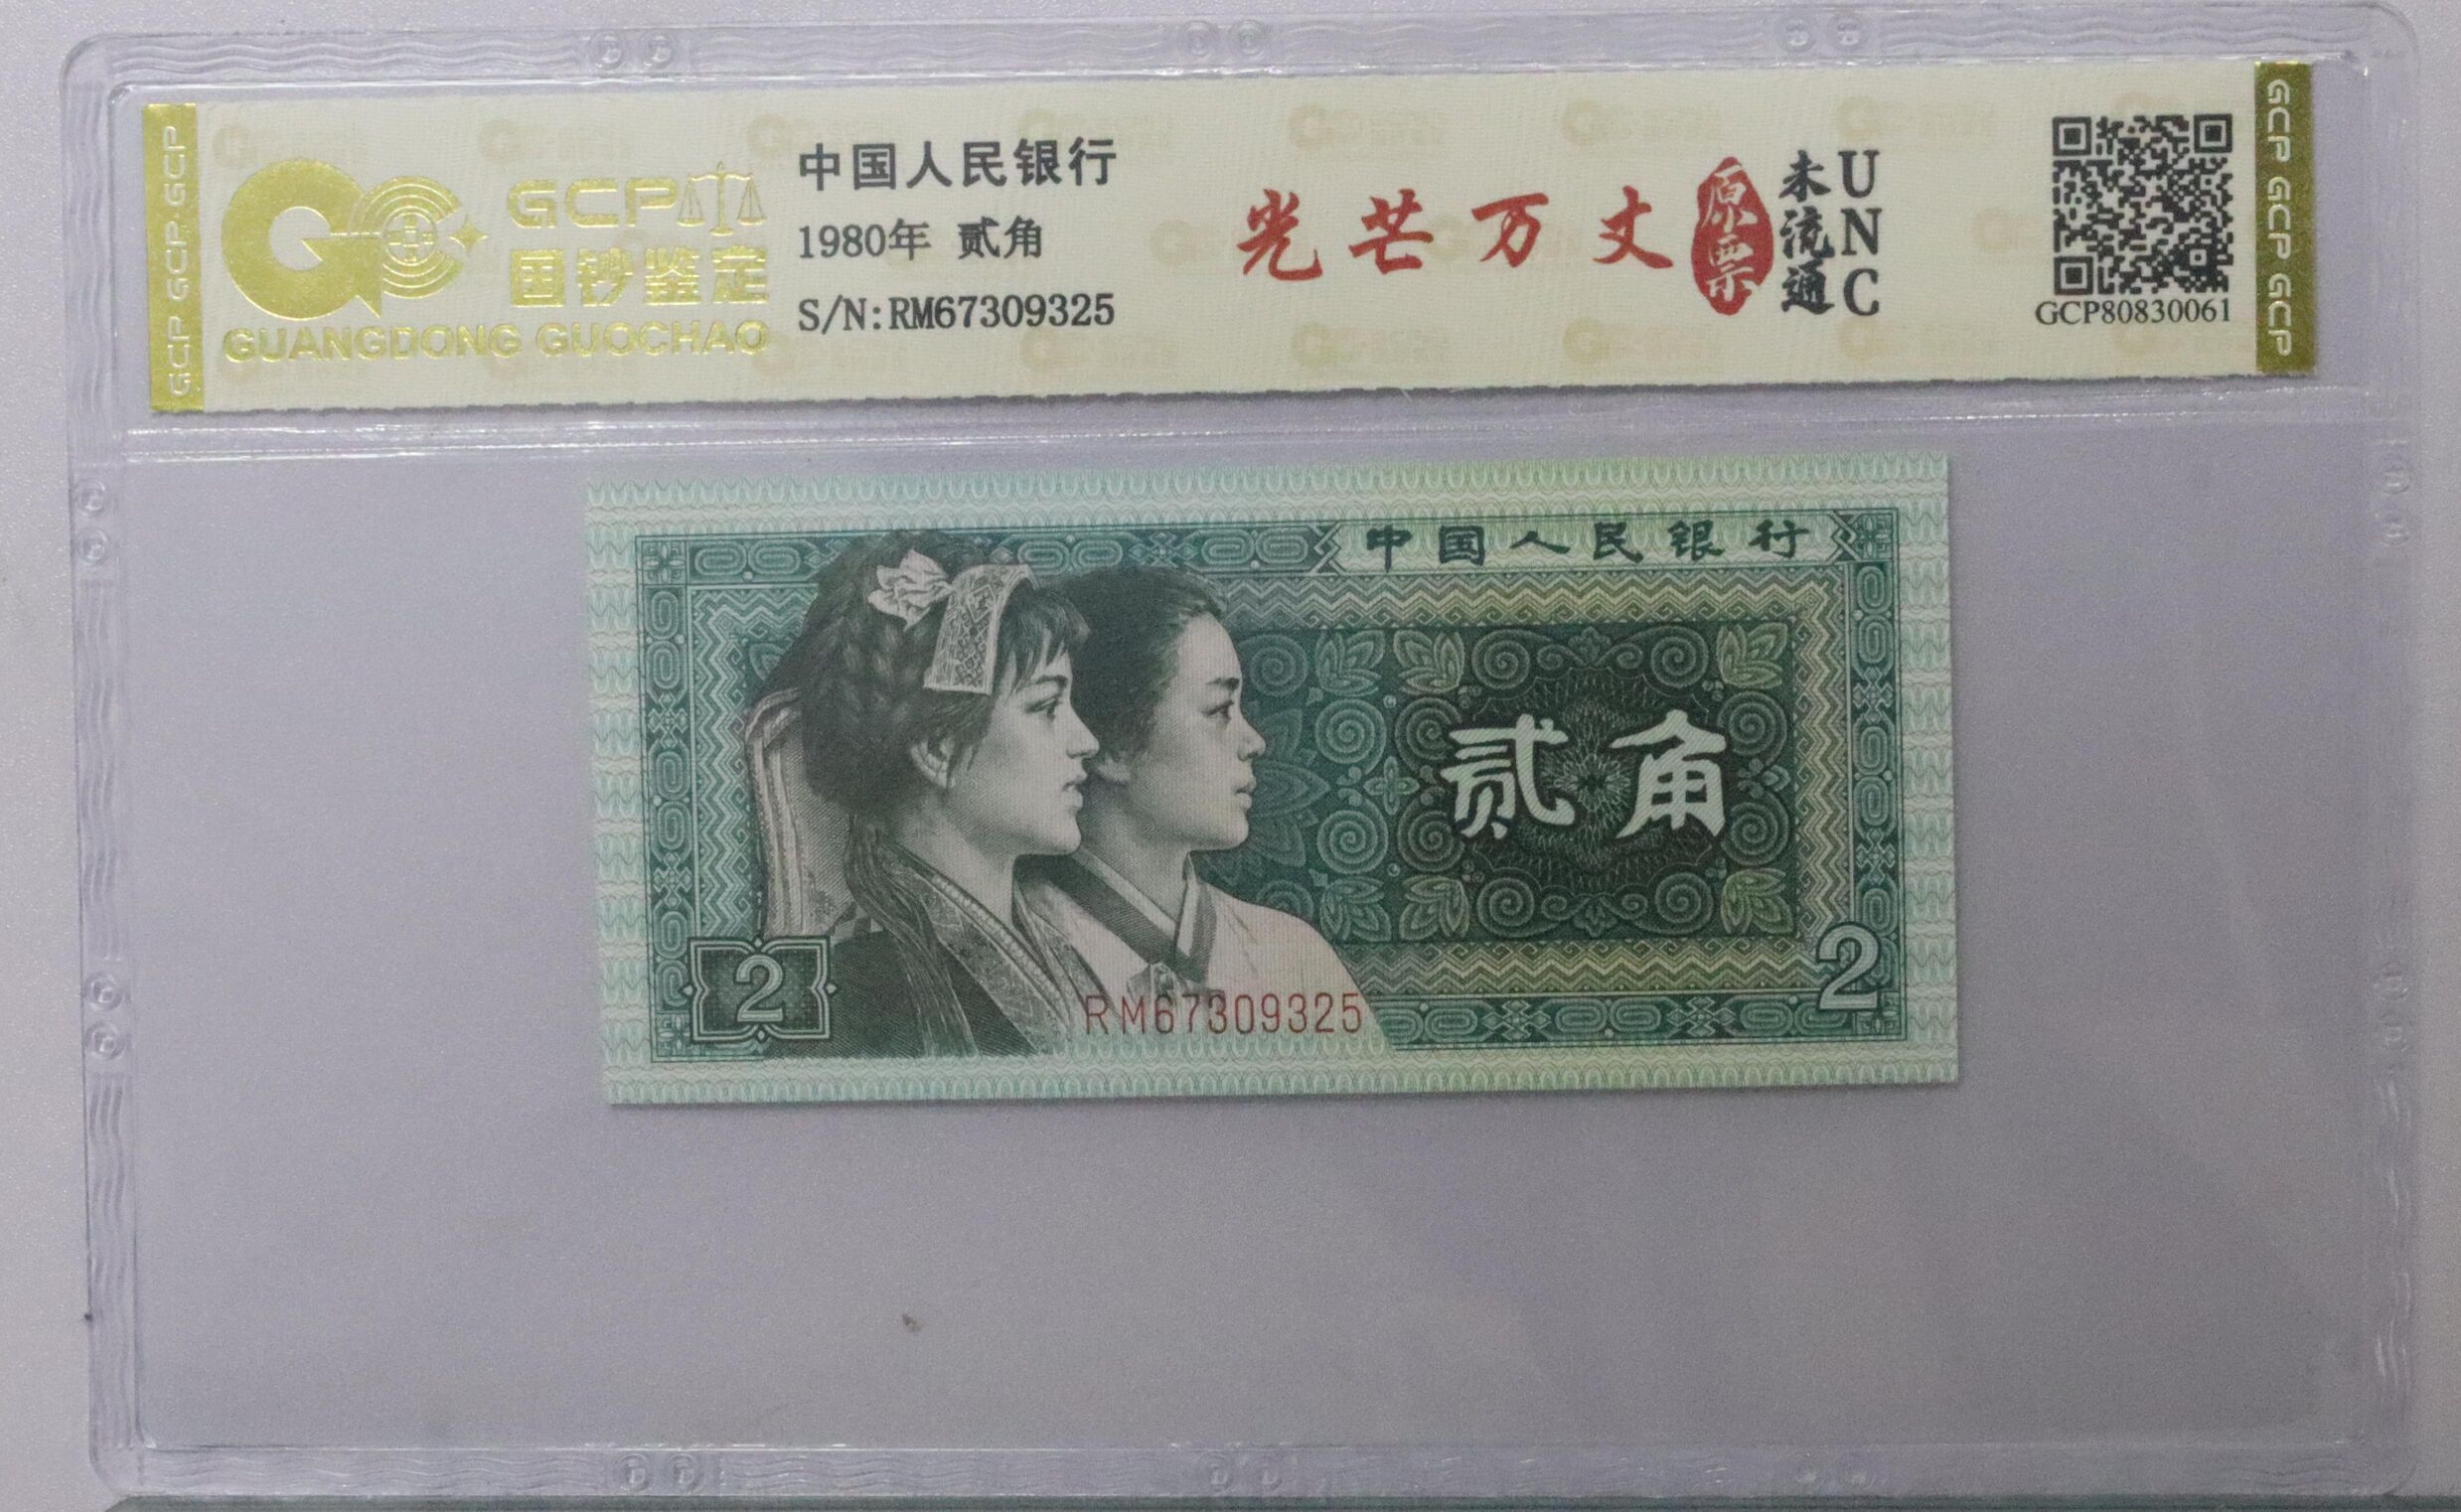 GCP GCP·GCP
GCP
国钞鉴定
GUANGDONG GUOCHAO
中国人民银行
1980年 贰角
S/N:RM67309325
光芒万丈
原票
未流通
UNC
GCP80830061
GCP GCP GCP
中国人民银行
贰角
2
2
RM67309325